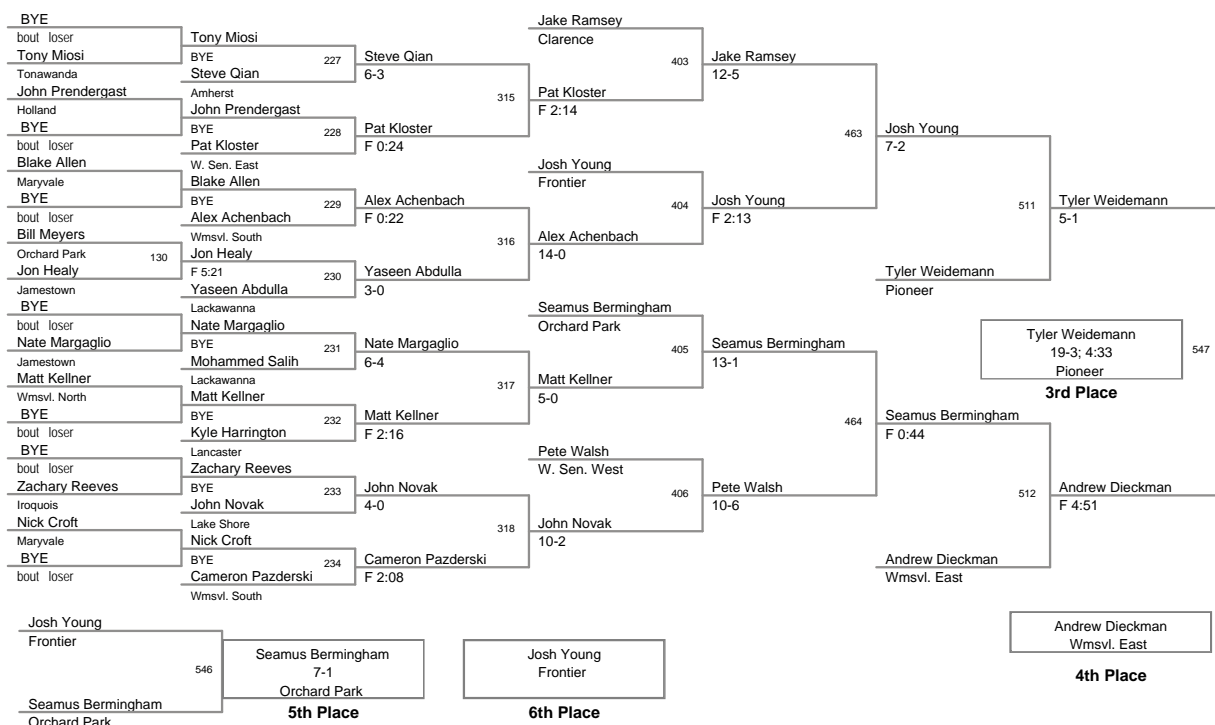 BYE
bout loser
Tony Miosi
Tonawanda
John Prendergast
Holland
BYE
bout loser
Blake Allen
Maryvale
BYE
bout loser
Bill Meyers
Orchard Park
130
Jon Healy
Jamestown
BYE
bout loser
Nate Margaglio
Jamestown
Matt Kellner
Wmsvl. North
BYE
bout loser
BYE
bout loser
Zachary Reeves
Iroquois
Nick Croft
Maryvale
BYE
bout loser
Tony Miosi
BYE
227
Steve Qian
Amherst
John Prendergast
BYE
228
Pat Kloster
W. Sen. East
Blake Allen
BYE
229
Alex Achenbach
Wmsvl. South
Jon Healy
F 5:21
230
Yaseen Abdulla
Lackawanna
Nate Margaglio
BYE
231
Mohammed Salih
Lackawanna
Matt Kellner
BYE
232
Kyle Harrington
Lancaster
Zachary Reeves
BYE
233
John Novak
Lake Shore
Nick Croft
BYE
234
Cameron Pazderski
Wmsvl. South
Steve Qian
6-3
315
Pat Kloster
F 0:24
Alex Achenbach
F 0:22
316
Yaseen Abdulla
3-0
Nate Margaglio
6-4
317
Matt Kellner
F 2:16
John Novak
4-0
318
Cameron Pazderski
F 2:08
Jake Ramsey
Clarence
403
Pat Kloster
F 2:14
Josh Young
Frontier
404
Alex Achenbach
14-0
Seamus Bermingham
Orchard Park
405
Matt Kellner
5-0
Pete Walsh
W. Sen. West
406
John Novak
10-2
Jake Ramsey
12-5
463
Josh Young
F 2:13
Seamus Bermingham
13-1
464
Pete Walsh
10-6
Josh Young
7-2
511
Tyler Weidemann
Pioneer
Seamus Bermingham
F 0:44
512
Andrew Dieckman
Wmsvl. East
Tyler Weidemann
5-1
Tyler Weidemann
19-3; 4:33
Pioneer
547
3rd Place
Andrew Dieckman
F 4:51
Andrew Dieckman
Wmsvl. East
4th Place
Josh Young
Frontier
546
Seamus Bermingham
Orchard Park
Seamus Bermingham
7-1
Orchard Park
5th Place
Josh Young
Frontier
6th Place